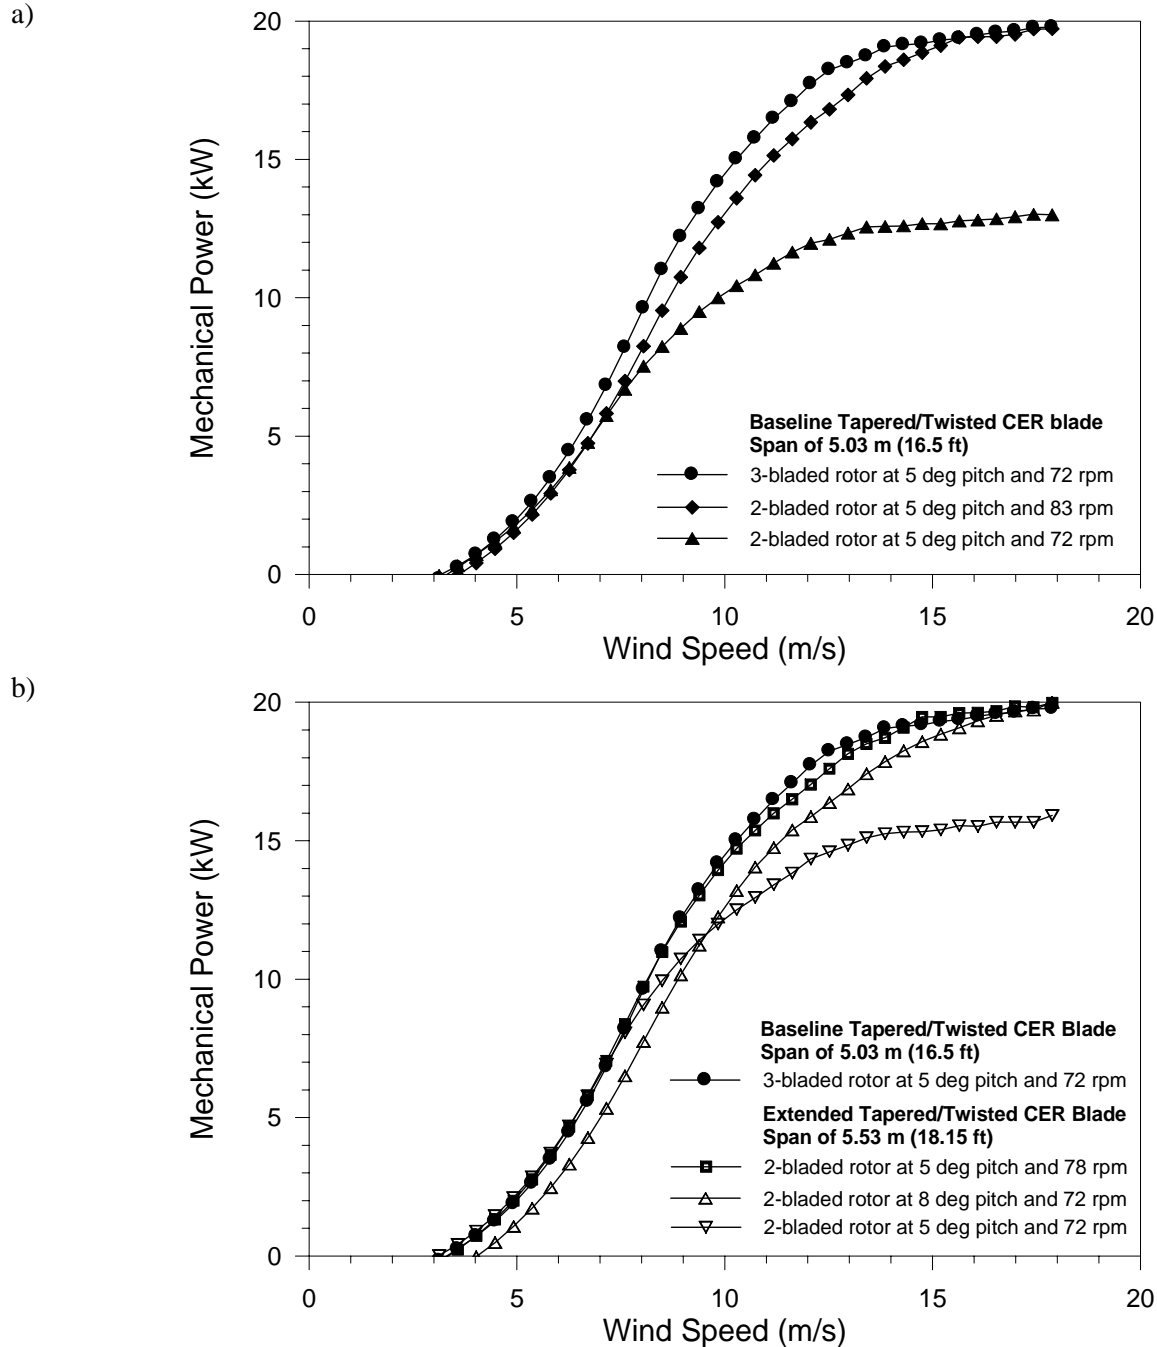 a)
20
15
10
5
0
Mechanical Power (kW)
Baseline Tapered/Twisted CER blade
Span of 5.03 m (16.5 ft)
3-bladed rotor at 5 deg pitch and 72 rpm
2-bladed rotor at 5 deg pitch and 83 rpm
2-bladed rotor at 5 deg pitch and 72 rpm
0 5 10 15 20
Wind Speed (m/s)
b)
20
15
10
5
0
Mechanical Power (kW)
Baseline Tapered/Twisted CER Blade
Span of 5.03 m (16.5 ft)
3-bladed rotor at 5 deg pitch and 72 rpm
Extended Tapered/Twisted CER Blade
Span of 5.53 m (18.15 ft)
2-bladed rotor at 5 deg pitch and 78 rpm
2-bladed rotor at 8 deg pitch and 72 rpm
2-bladed rotor at 5 deg pitch and 72 rpm
0 5 10 15 20
Wind Speed (m/s)